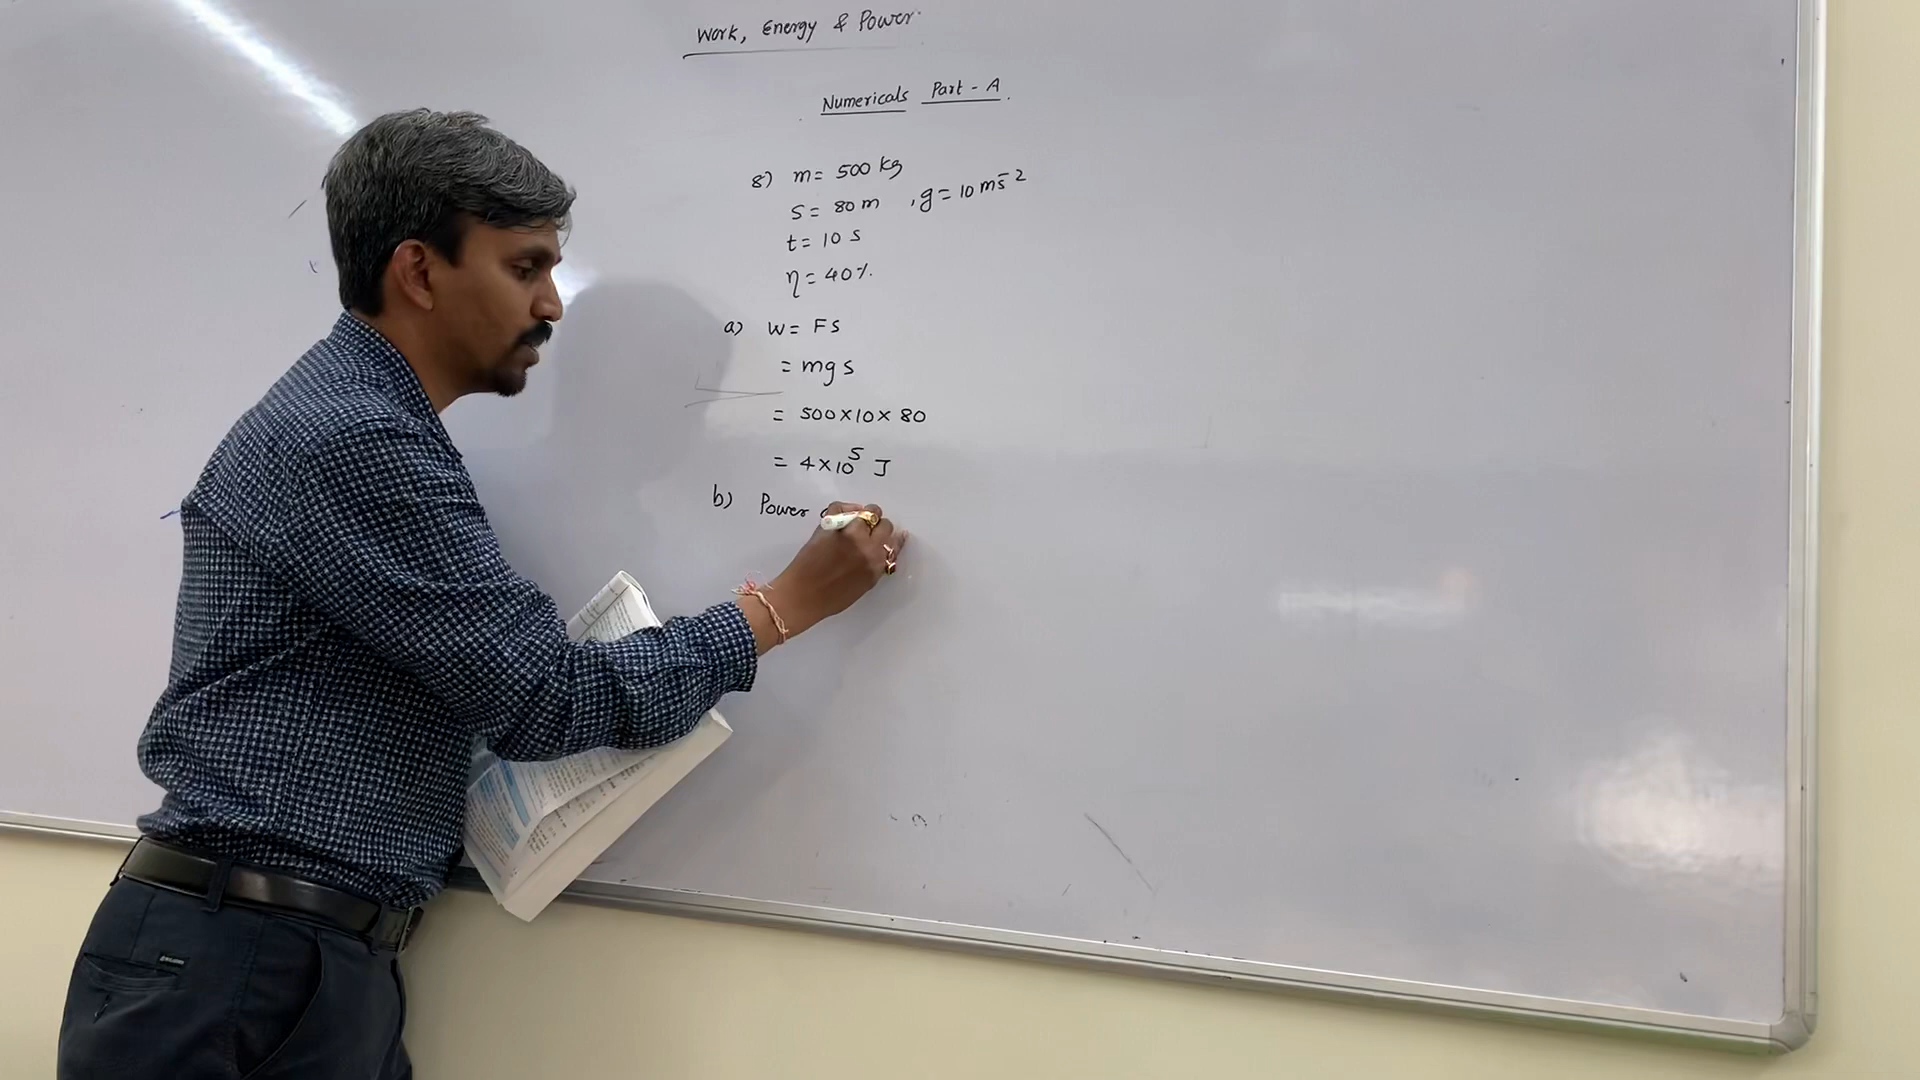 Work, Energy & Power.
Numericals Part - A.
8) m = 500 kg
s = 80 m , g = 10 ms⁻²
t = 10 s
η = 40%.
a) W = FS
= mgs
= 500×10×80
= 4×10⁵ J
b) Power